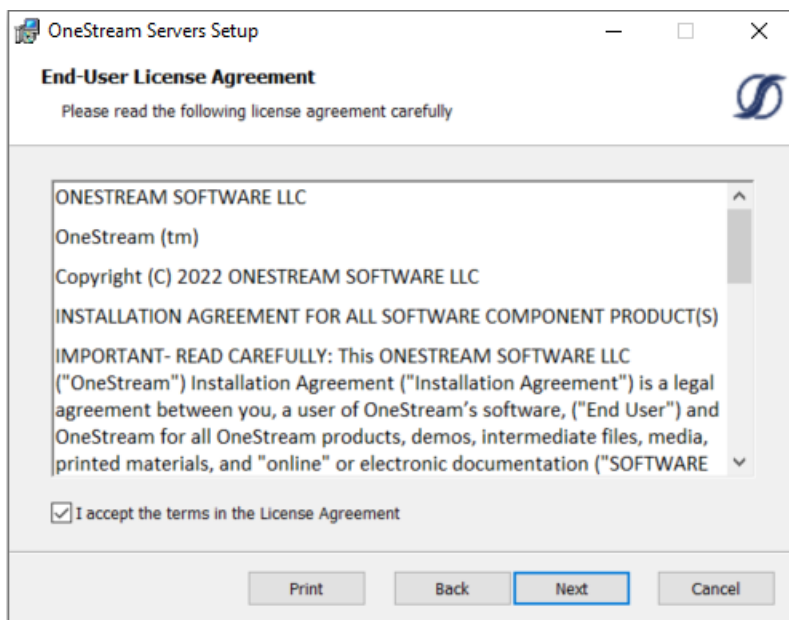 OneStream Servers Setup
End-User License Agreement
Please read the following license agreement carefully
ONESTREAM SOFTWARE LLC
OneStream (tm)
Copyright (C) 2022 ONESTREAM SOFTWARE LLC
INSTALLATION AGREEMENT FOR ALL SOFTWARE COMPONENT PRODUCT(S)
IMPORTANT- READ CAREFULLY: This ONESTREAM SOFTWARE LLC
("OneStream") Installation Agreement ("Installation Agreement") is a legal
agreement between you, a user of OneStream’s software, ("End User") and
OneStream for all OneStream products, demos, intermediate files, media,
printed materials, and "online" or electronic documentation ("SOFTWARE
I accept the terms in the License Agreement
Print Back Next Cancel